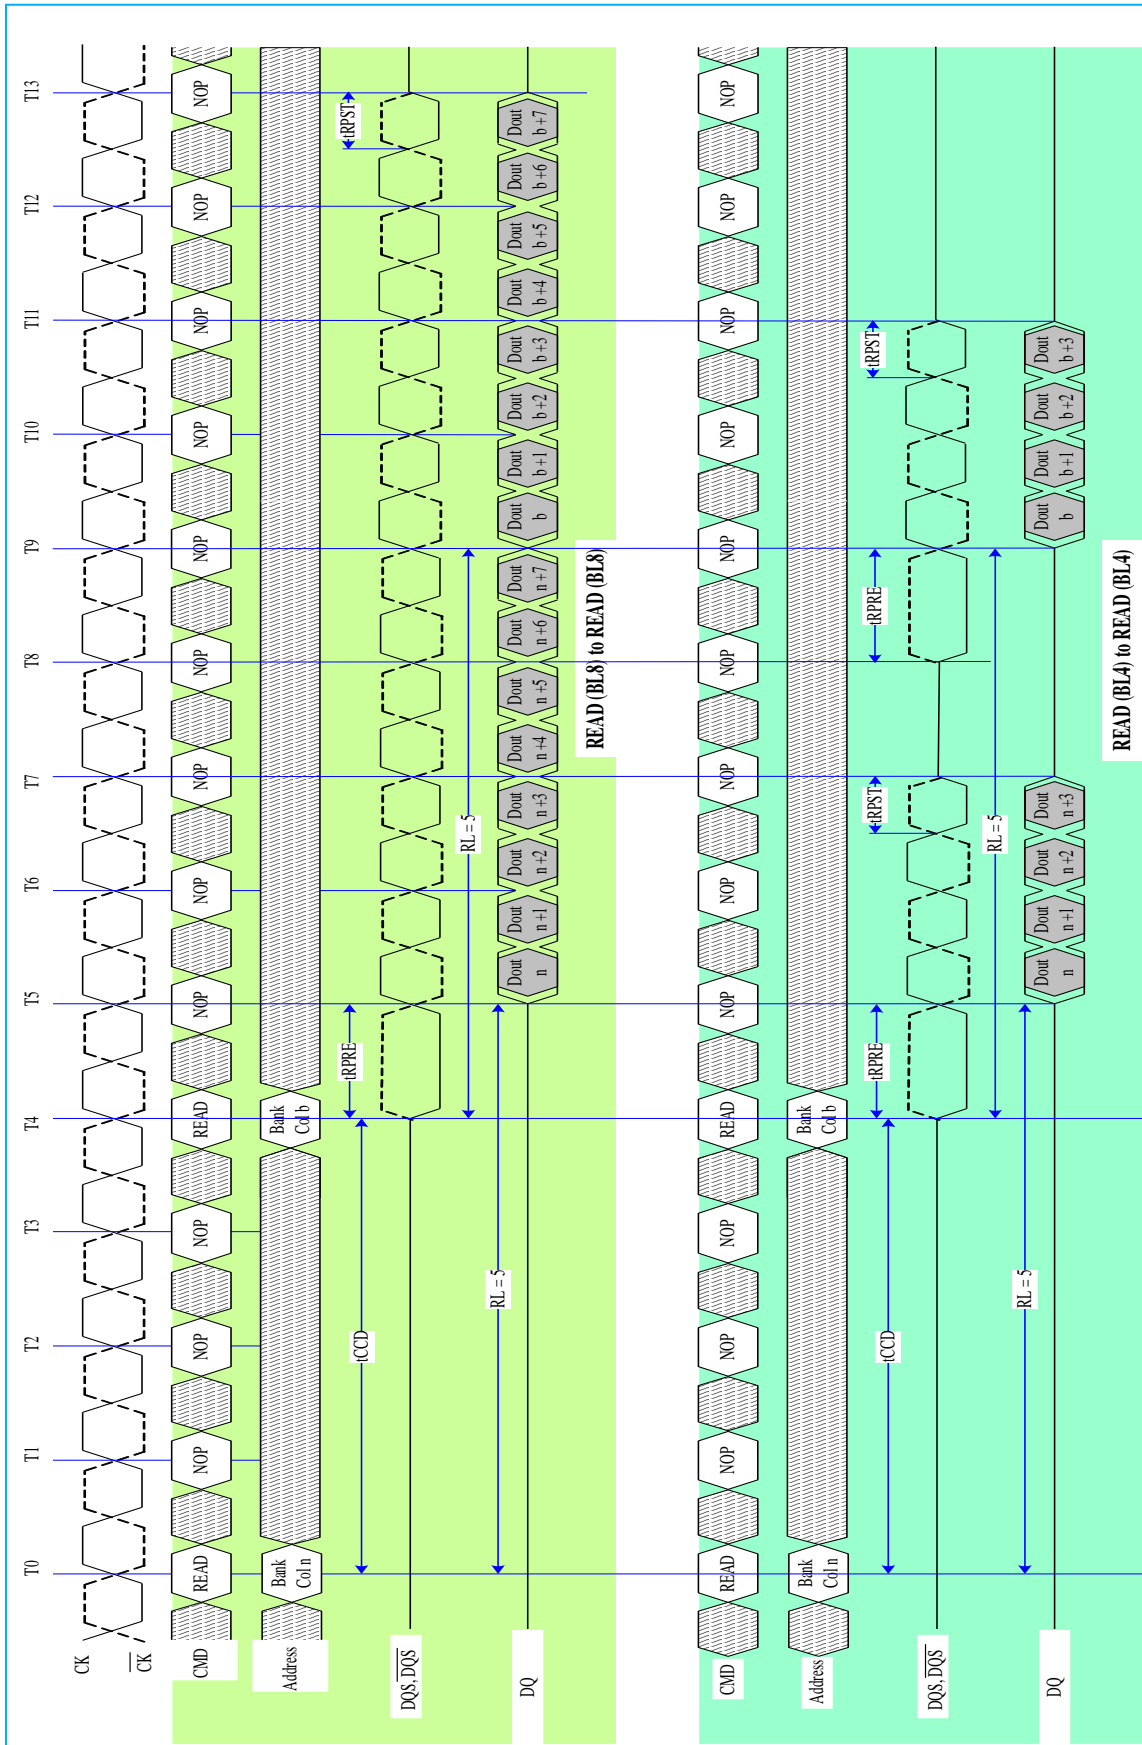 T0 T1 T2 T3 T4 T5 T6 T7 T8 T9 T10 T11 T12 T13
CK
CK
CMD READ NOP NOP NOP READ NOP NOP NOP NOP NOP NOP NOP NOP NOP
Address Bank Col n Bank Col b
tRPRE tRPST
tCCD
DQS, DQS
RL = 5
RL = 5
DQ Dout n Dout n+1 Dout n+2 Dout n+3 Dout n+4 Dout n+5 Dout n+6 Dout n+7 Dout b Dout b+1 Dout b+2 Dout b+3 Dout b+4 Dout b+5 Dout b+6 Dout b+7
READ (BL8) to READ (BL8)
CMD READ NOP NOP NOP READ NOP NOP NOP NOP NOP NOP NOP NOP NOP
Address Bank Col n Bank Col b
tRPRE tRPST tRPRE tRPST
tCCD
DQS, DQS
RL = 5
RL = 5
DQ Dout n Dout n+1 Dout n+2 Dout n+3 Dout b Dout b+1 Dout b+2 Dout b+3
READ (BL4) to READ (BL4)